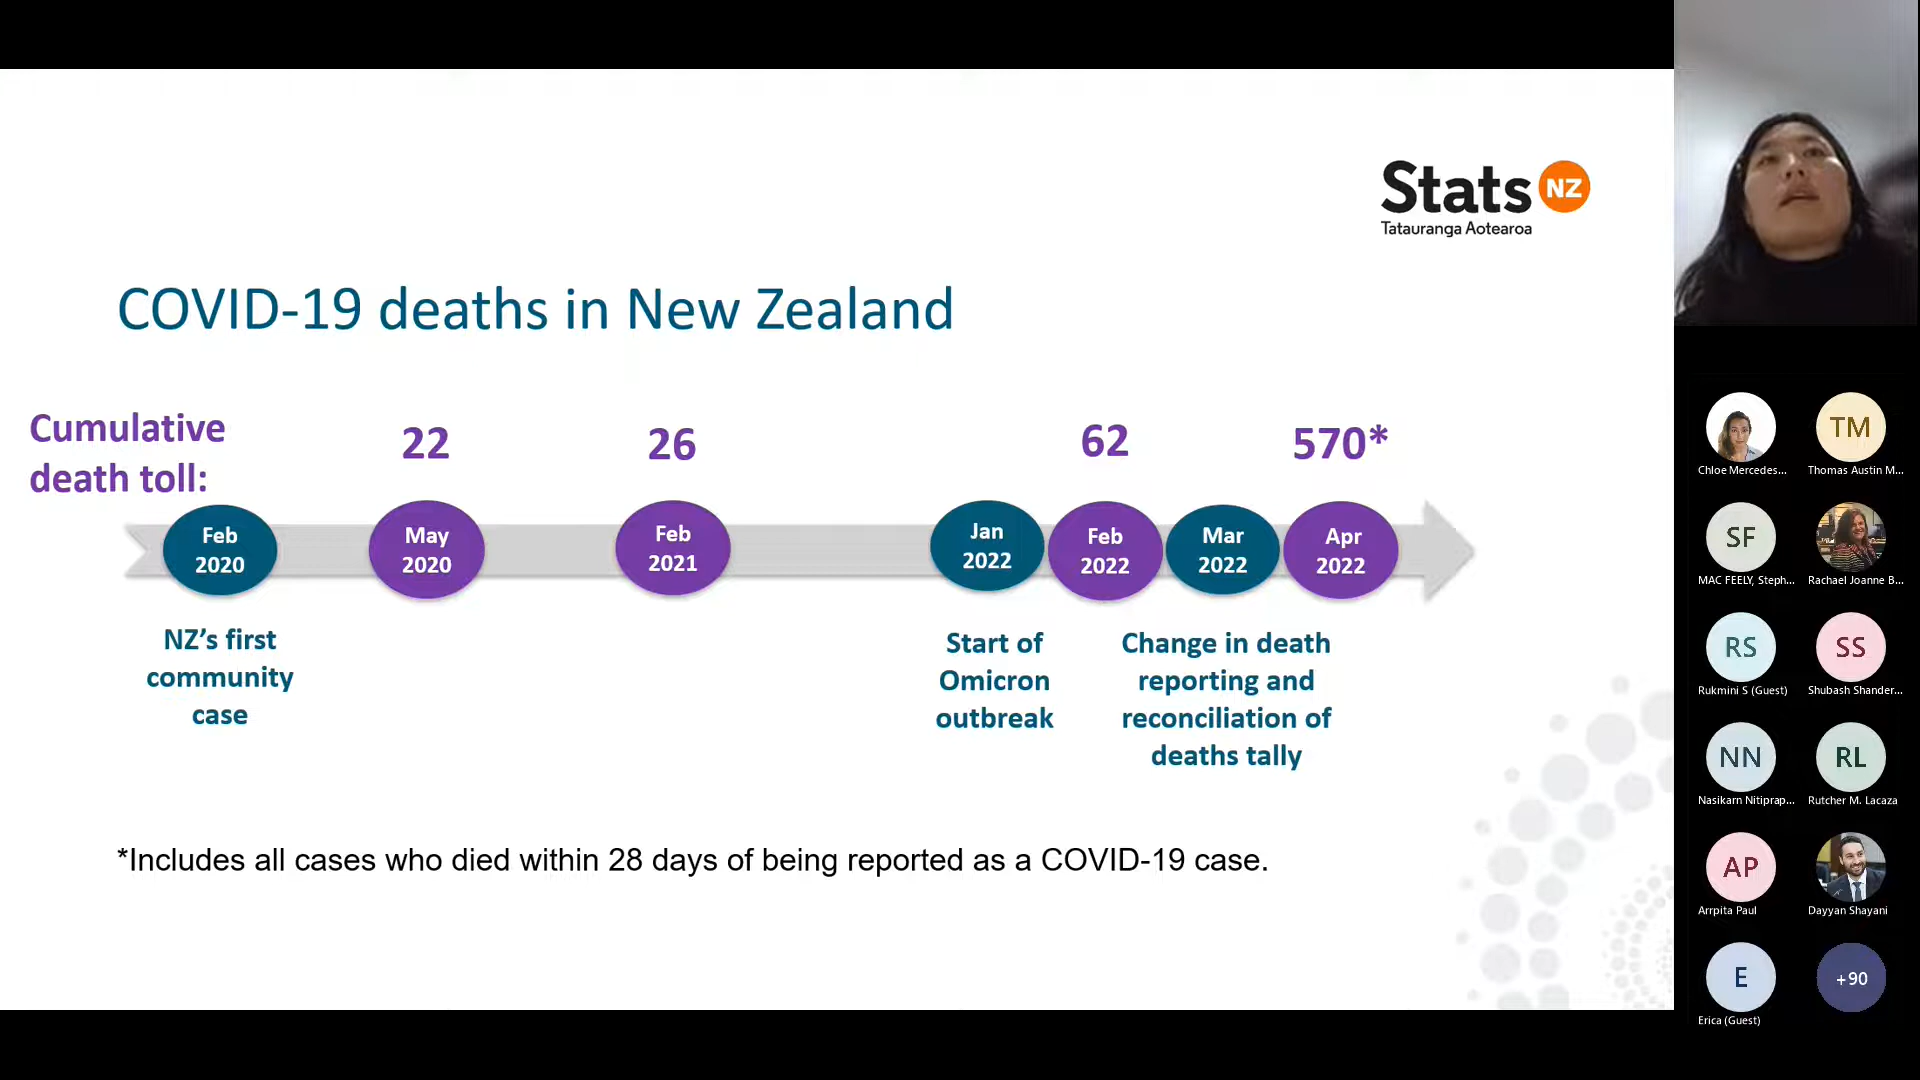 Stats NZ
Tatauranga Aotearoa
COVID-19 deaths in New Zealand
Cumulative
death toll:
22
26
62
570*
Feb
2020
May
2020
Feb
2021
Jan
2022
Feb
2022
Mar
2022
Apr
2022
NZ’s first
community
case
Start of
Omicron
outbreak
Change in death
reporting and
reconciliation of
deaths tally
*Includes all cases who died within 28 days of being reported as a COVID-19 case.
Chloe Mercedes...
TM
Thomas Austin M...
SF
MAC FEELY, Steph...
Rachael Joanne B...
RS
Rukmini S (Guest)
SS
Shubash Shander...
NN
Nasikarn Nitiprap...
RL
Rutcher M. Lacaza
AP
Arrpita Paul
Dayyan Shayani
E
Erica (Guest)
+90